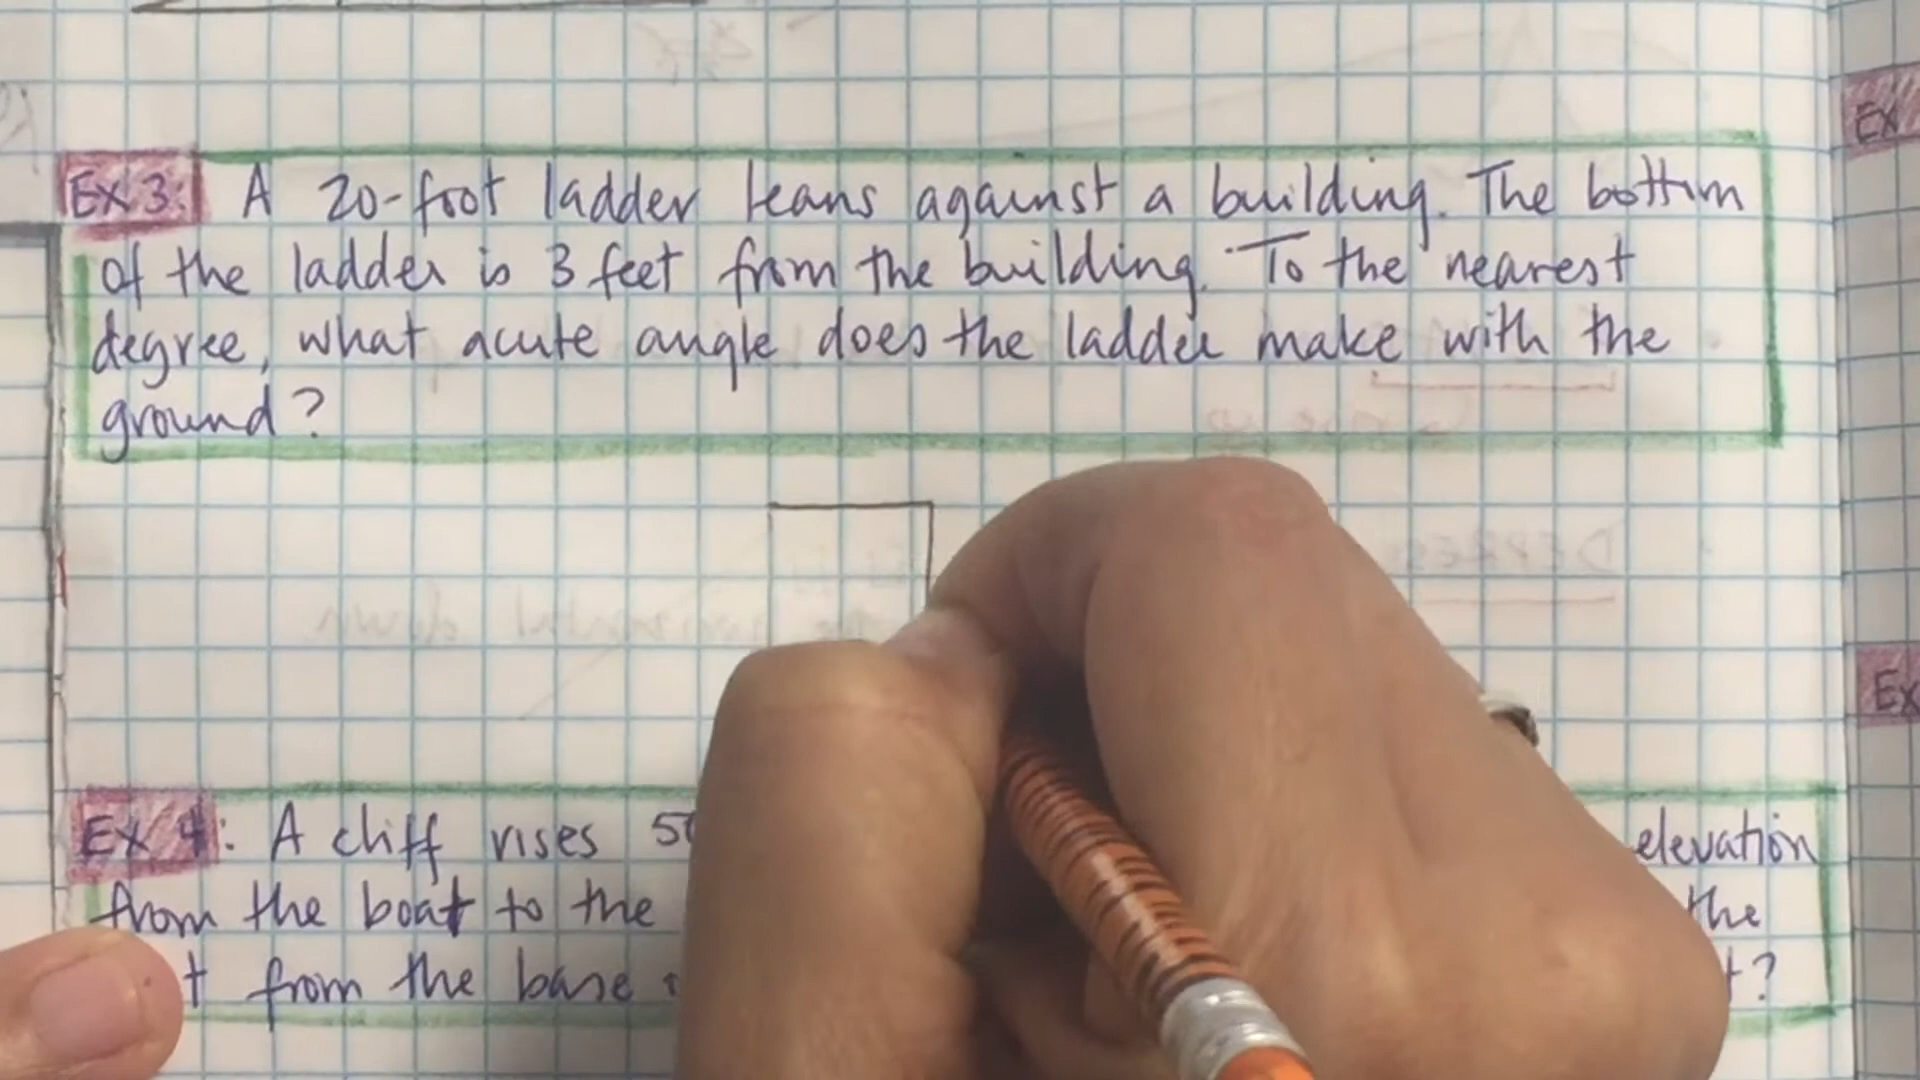 Ex 3: A 20-foot ladder leans against a building. The bottom
of the ladder is 3 feet from the building. To the nearest
degree, what acute angle does the ladder make with the
ground?
Ex 4: A cliff rises elevation
from the boat to the the
from the base
Ex
Ex